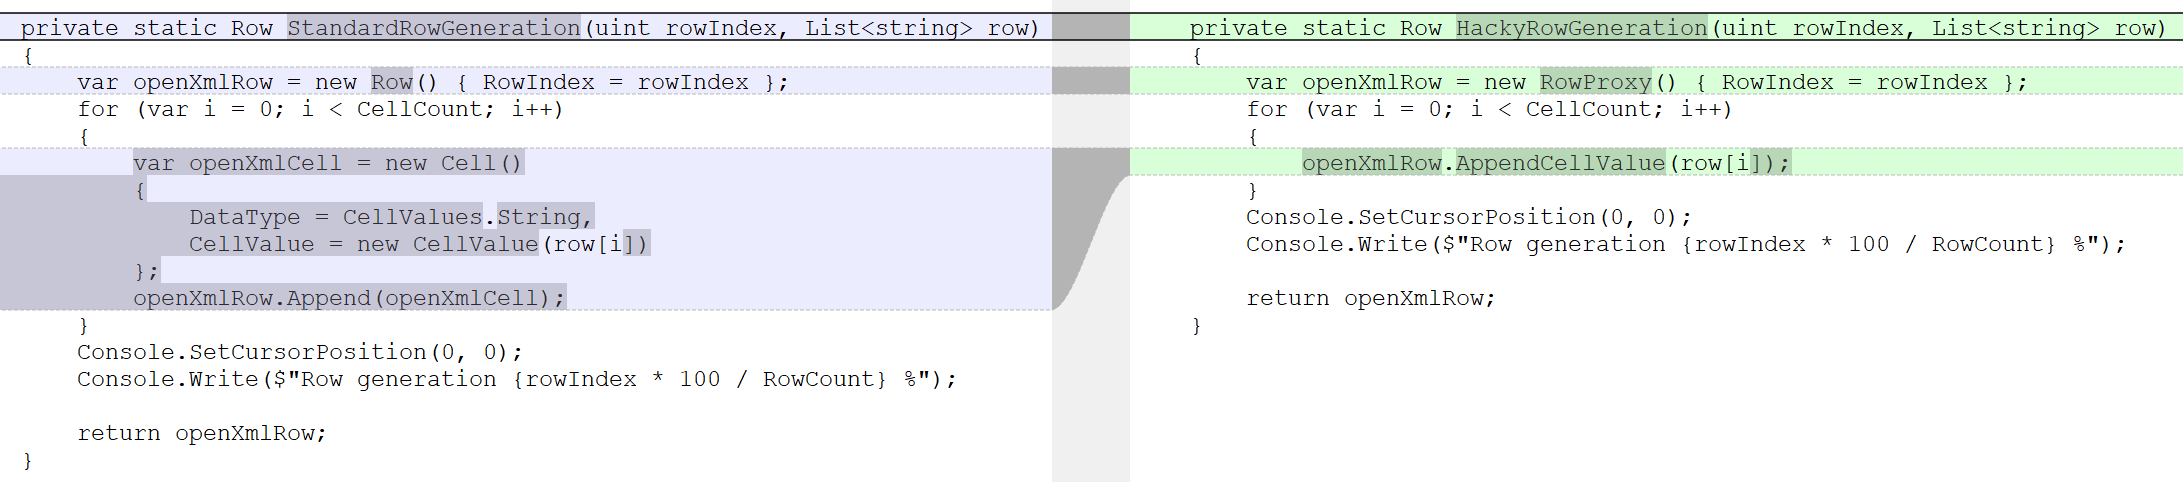 private static Row StandardRowGeneration(uint rowIndex, List<string> row)
{
    var openXmlRow = new Row() { RowIndex = rowIndex };
    for (var i = 0; i < CellCount; i++)
    {
        var openXmlCell = new Cell()
        {
            DataType = CellValues.String,
            CellValue = new CellValue(row[i])
        };
        openXmlRow.Append(openXmlCell);
    }
    Console.SetCursorPosition(0, 0);
    Console.Write($"Row generation {rowIndex * 100 / RowCount} %");

    return openXmlRow;
}
private static Row HackyRowGeneration(uint rowIndex, List<string> row)
{
    var openXmlRow = new RowProxy() { RowIndex = rowIndex };
    for (var i = 0; i < CellCount; i++)
    {
        openXmlRow.AppendCellValue(row[i]);
    }
    Console.SetCursorPosition(0, 0);
    Console.Write($"Row generation {rowIndex * 100 / RowCount} %");

    return openXmlRow;
}